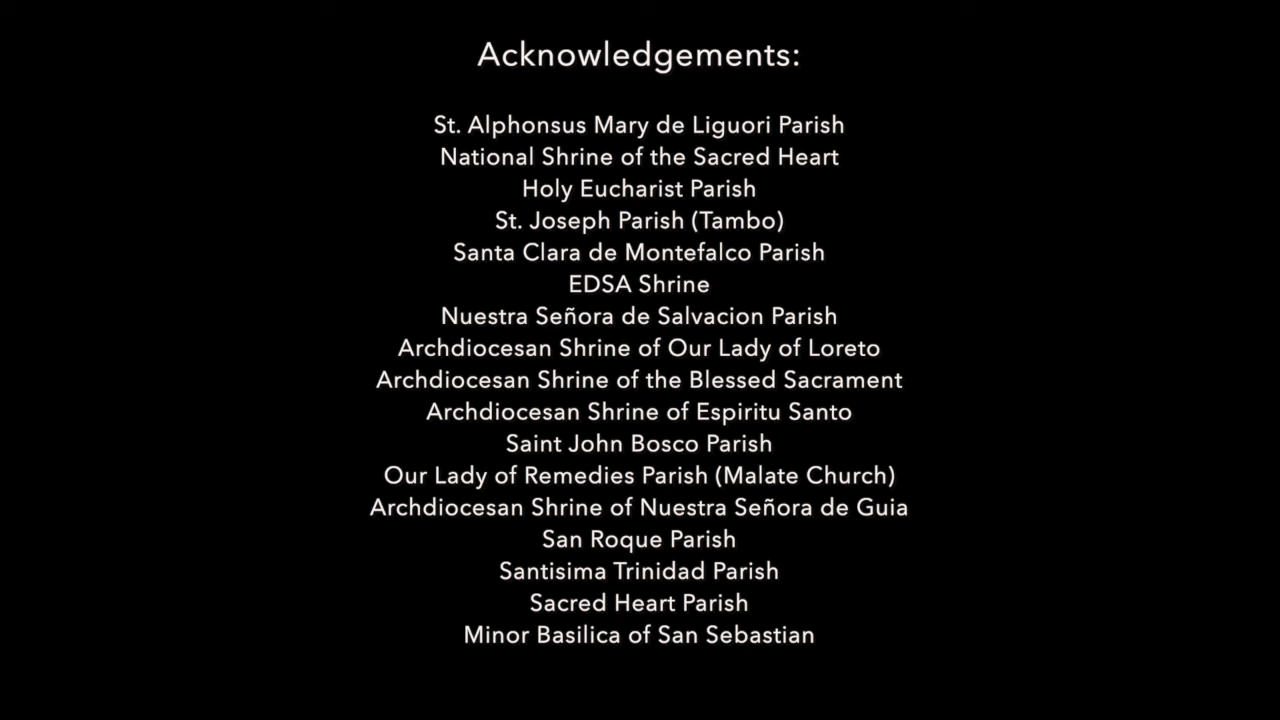 Acknowledgements:
St. Alphonsus Mary de Liguori Parish
National Shrine of the Sacred Heart
Holy Eucharist Parish
St. Joseph Parish (Tambo)
Santa Clara de Montefalco Parish
EDSA Shrine
Nuestra Señora de Salvacion Parish
Archdiocesan Shrine of Our Lady of Loreto
Archdiocesan Shrine of the Blessed Sacrament
Archdiocesan Shrine of Espiritu Santo
Saint John Bosco Parish
Our Lady of Remedies Parish (Malate Church)
Archdiocesan Shrine of Nuestra Señora de Guia
San Roque Parish
Santisima Trinidad Parish
Sacred Heart Parish
Minor Basilica of San Sebastian